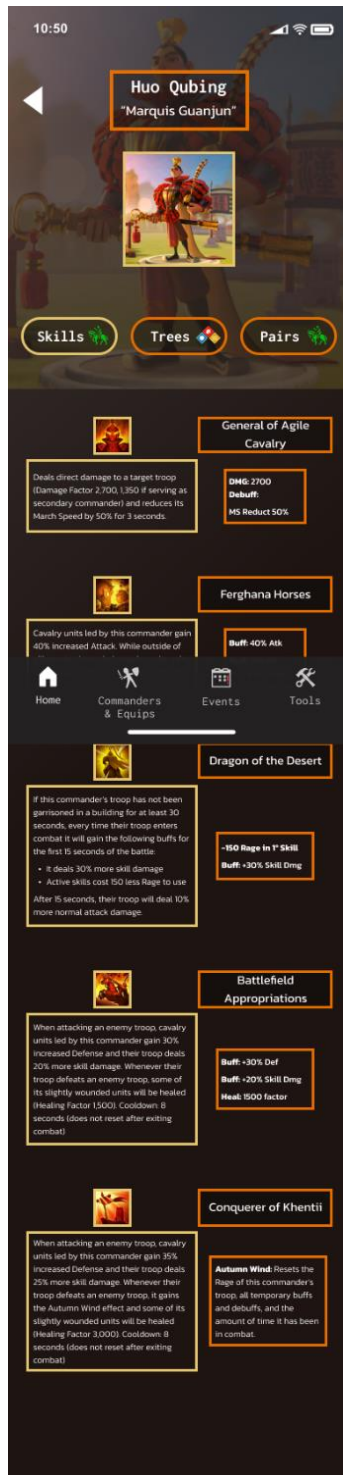 10:50
Huo Qubing
"Marquis Guanjun"
Skills
Trees
Pairs
General of Agile
Cavalry
Deals direct damage to a target troop
(Damage Factor 2,700, 1,350 if serving as
secondary commander) and reduces its
March Speed by 50% for 3 seconds.
DMG: 2700
Debuff:
MS Reduct 50%
Ferghana Horses
Cavalry units led by this commander gain
40% increased Attack. While outside of
Buff: 40% Atk
Home
Commanders
& Equips
Events
Tools
Dragon of the Desert
If this commander's troop has not been
garrisoned in a building for at least 30
seconds, every time their troop enters
combat it will gain the following buffs for
the first 15 seconds of the battle:
• It deals 30% more skill damage
• Active skills cost 150 less Rage to use
After 15 seconds, their troop will deal 10%
more normal attack damage.
-150 Rage in 1° Skill
Buff: +30% Skill Dmg
Battlefield
Appropriations
When attacking an enemy troop, cavalry
units led by this commander gain 30%
increased Defense and their troop deals
20% more skill damage. Whenever their
troop defeats an enemy troop, some of
its slightly wounded units will be healed
(Healing Factor 1,500). Cooldown: 8
seconds (does not reset after exiting
combat)
Buff: +30% Def
Buff: +20% Skill Dmg
Heal: 1500 factor
Conquerer of Khentii
When attacking an enemy troop, cavalry
units led by this commander gain 35%
increased Defense and their troop deals
25% more skill damage. Whenever their
troop defeats an enemy troop, it gains
the Autumn Wind effect and some of its
slightly wounded units will be healed
(Healing Factor 3,000). Cooldown: 8
seconds (does not reset after exiting
combat)
Autumn Wind: Resets the
Rage of this commander's
troop, all temporary buffs
and debuffs, and the
amount of time it has been
in combat.